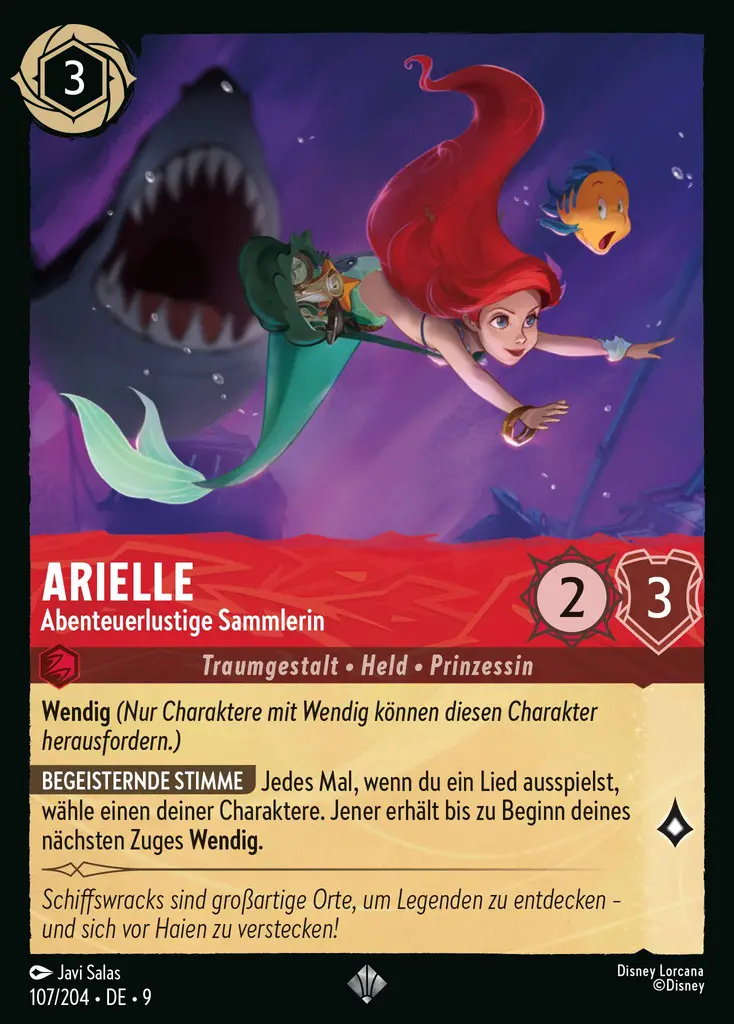 3
ARIELLE
Abenteuerlustige Sammlerin
2
3
Traumgestalt • Held • Prinzessin
Wendig (Nur Charaktere mit Wendig können diesen Charakter
herausfordern.)
BEGEISTERNDE STIMME Jedes Mal, wenn du ein Lied ausspielst,
wähle einen deiner Charaktere. Jener erhält bis zu Beginn deines
nächsten Zuges Wendig.
Schiffswracks sind großartige Orte, um Legenden zu entdecken –
und sich vor Haien zu verstecken!
Javi Salas
107/204 • DE • 9
Disney Lorcana
©Disney